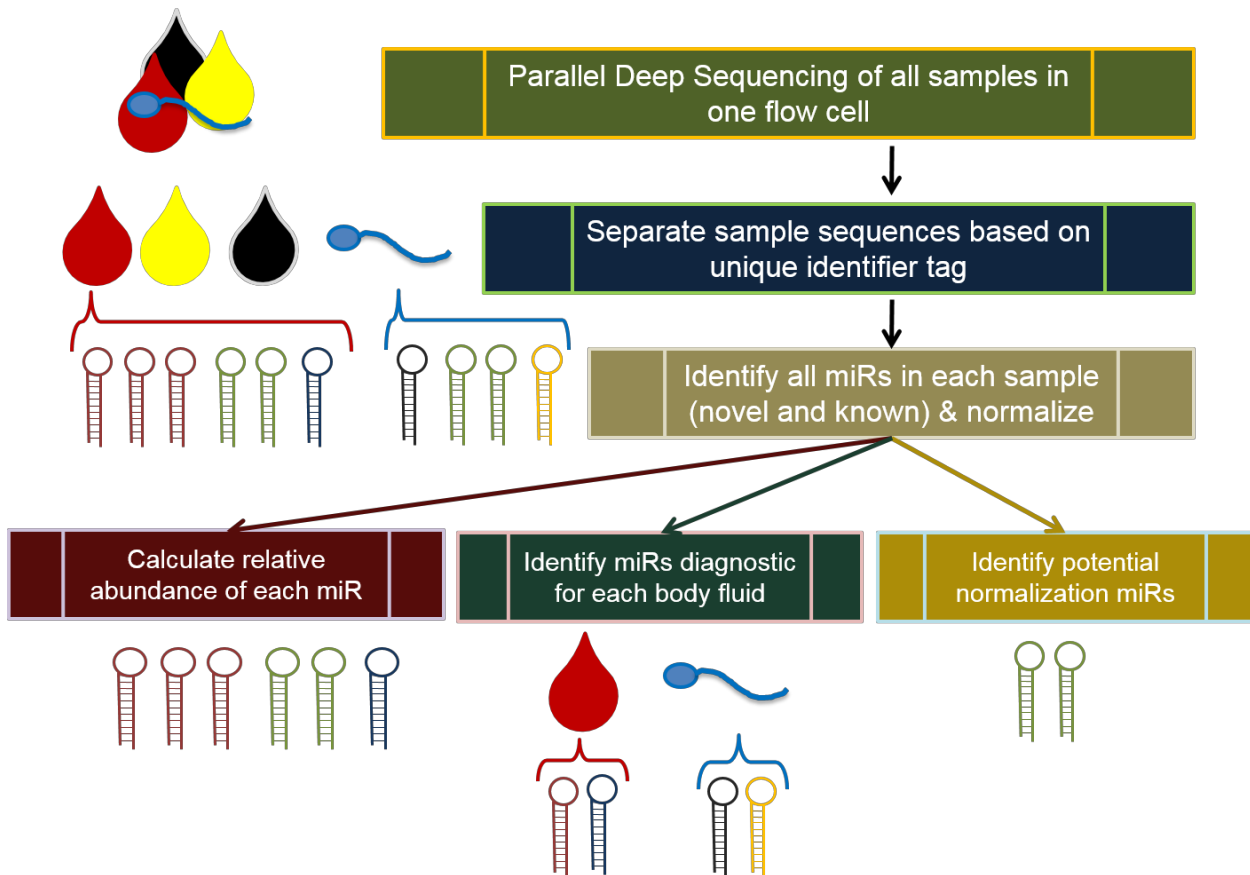 Parallel Deep Sequencing of all samples in
one flow cell
Separate sample sequences based on
unique identifier tag
Identify all miRs in each sample
(novel and known) & normalize
Calculate relative
abundance of each miR
Identify miRs diagnostic
for each body fluid
Identify potential
normalization miRs